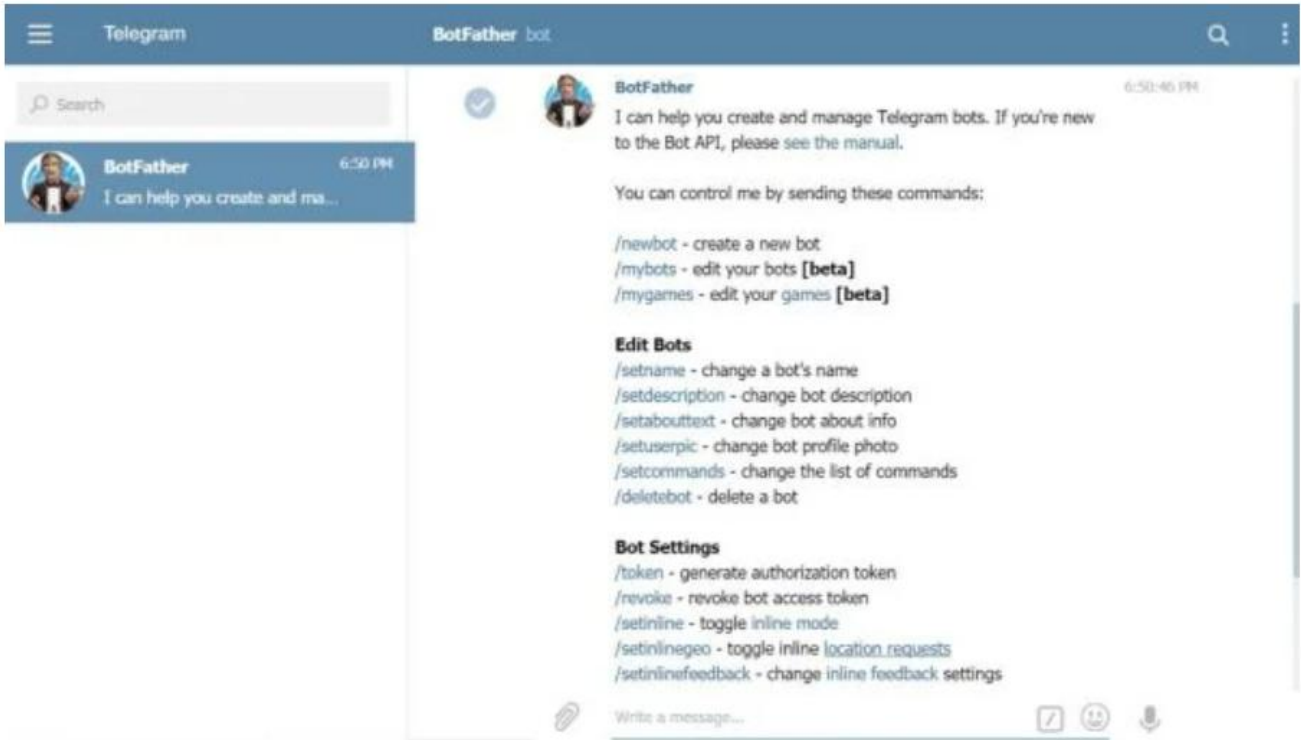 Telegram
BotFather bot
Search
BotFather 6:50 PM
I can help you create and ma...
BotFather 6:50:46 PM
I can help you create and manage Telegram bots. If you're new
to the Bot API, please see the manual.
You can control me by sending these commands:
/newbot - create a new bot
/mybots - edit your bots [beta]
/mygames - edit your games [beta]
Edit Bots
/setname - change a bot's name
/setdescription - change bot description
/setabouttext - change bot about info
/setuserpic - change bot profile photo
/setcommands - change the list of commands
/deletebot - delete a bot
Bot Settings
/token - generate authorization token
/revoke - revoke bot access token
/setinline - toggle inline mode
/setinlinegeo - toggle inline location requests
/setinlinefeedback - change inline feedback settings
Write a message...